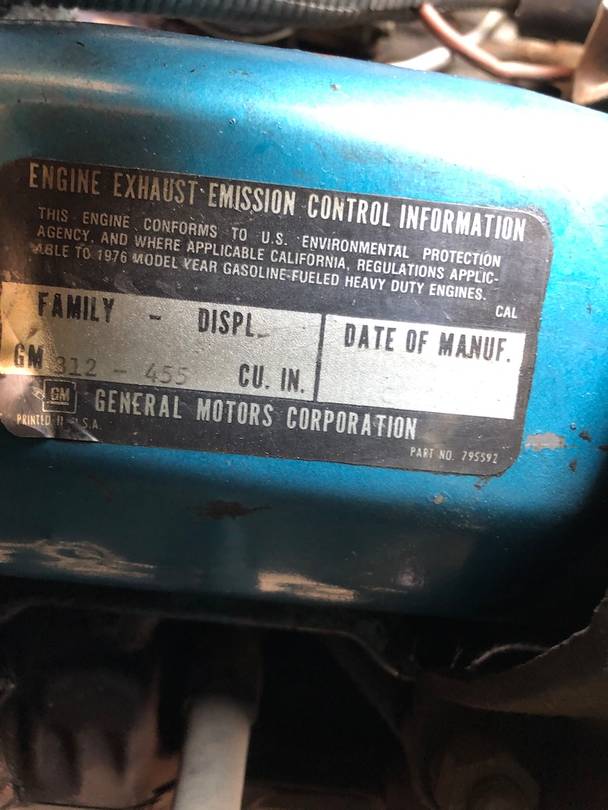 ENGINE EXHAUST EMISSION CONTROL INFORMATION
THIS ENGINE CONFORMS TO U.S. ENVIRONMENTAL PROTECTION
AGENCY, AND WHERE APPLICABLE CALIFORNIA, REGULATIONS APPLIC-
ABLE TO 1976 MODEL YEAR GASOLINE-FUELED HEAVY DUTY ENGINES.
CAL
FAMILY - DISPL.
DATE OF MANUF.
GM 312 - 455 CU. IN.
GM GENERAL MOTORS CORPORATION
PRINTED U.S.A.
PART NO. 795592